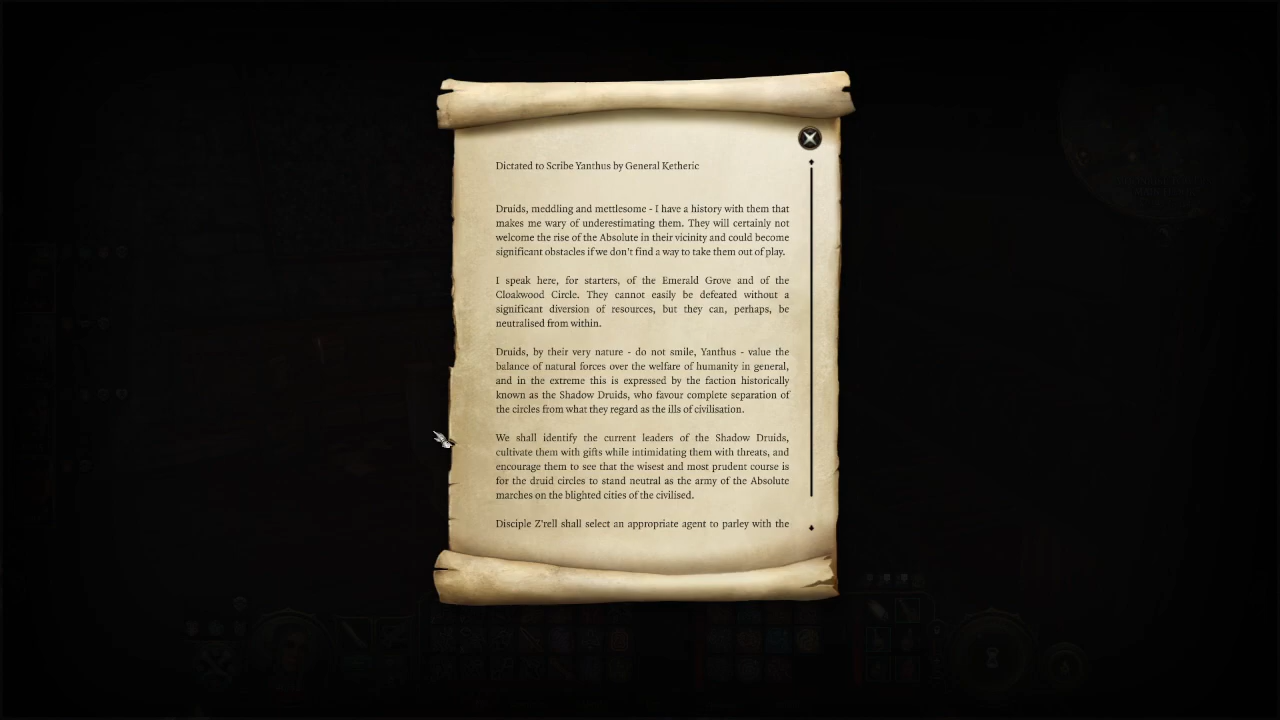 Dictated to Scribe Yanthus by General Ketheric
Druids, meddling and mettlesome - I have a history with them that
makes me wary of underestimating them. They will certainly not
welcome the rise of the Absolute in their vicinity and could become
significant obstacles if we don't find a way to take them out of play.
I speak here, for starters, of the Emerald Grove and of the
Cloakwood Circle. They cannot easily be defeated without a
significant diversion of resources, but they can, perhaps, be
neutralised from within.
Druids, by their very nature - do not smile, Yanthus - value the
balance of natural forces over the welfare of humanity in general,
and in the extreme this is expressed by the faction historically
known as the Shadow Druids, who favour complete separation of
the circles from what they regard as the ills of civilisation.
We shall identify the current leaders of the Shadow Druids,
cultivate them with gifts while intimidating them with threats, and
encourage them to see that the wisest and most prudent course is
for the druid circles to stand neutral as the army of the Absolute
marches on the blighted cities of the civilised.
Disciple Z'rell shall select an appropriate agent to parley with the